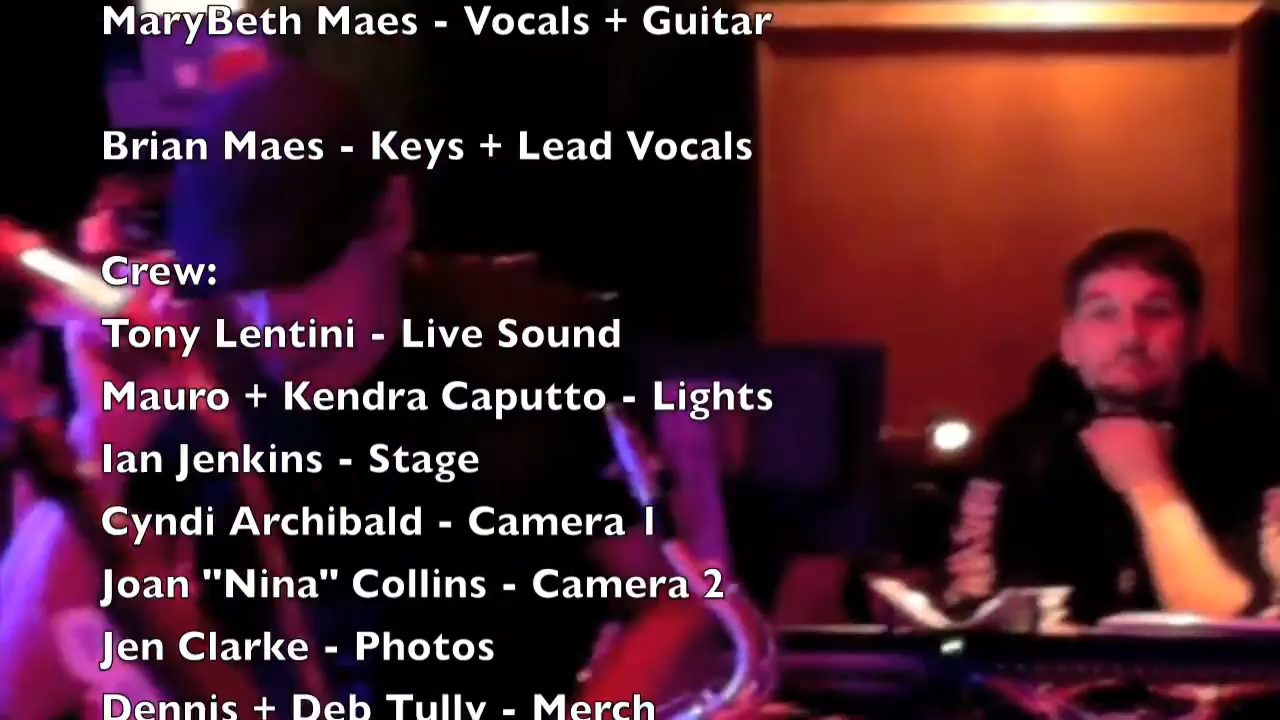 MaryBeth Maes - Vocals + Guitar
Brian Maes - Keys + Lead Vocals
Crew:
Tony Lentini - Live Sound
Mauro + Kendra Caputto - Lights
Ian Jenkins - Stage
Cyndi Archibald - Camera 1
Joan "Nina" Collins - Camera 2
Jen Clarke - Photos
Dennis + Deb Tully - Merch